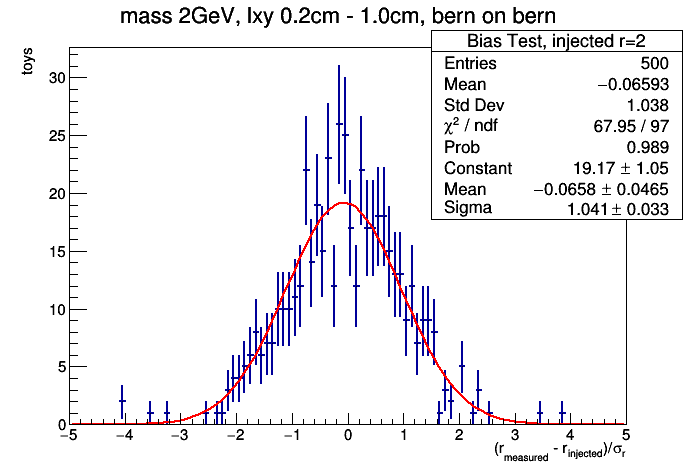 mass 2GeV, lxy 0.2cm - 1.0cm, bern on bern
Bias Test, injected r=2
Entries 500
Mean −0.06593
Std Dev 1.038
χ² / ndf 67.95 / 97
Prob 0.989
Constant 19.17 ± 1.05
Mean −0.0658 ± 0.0465
Sigma 1.041 ± 0.033
toys
30
25
20
15
10
5
0
−5 −4 −3 −2 −1 0 1 2 3 4 5
(r_measured - r_injected)/σ_r